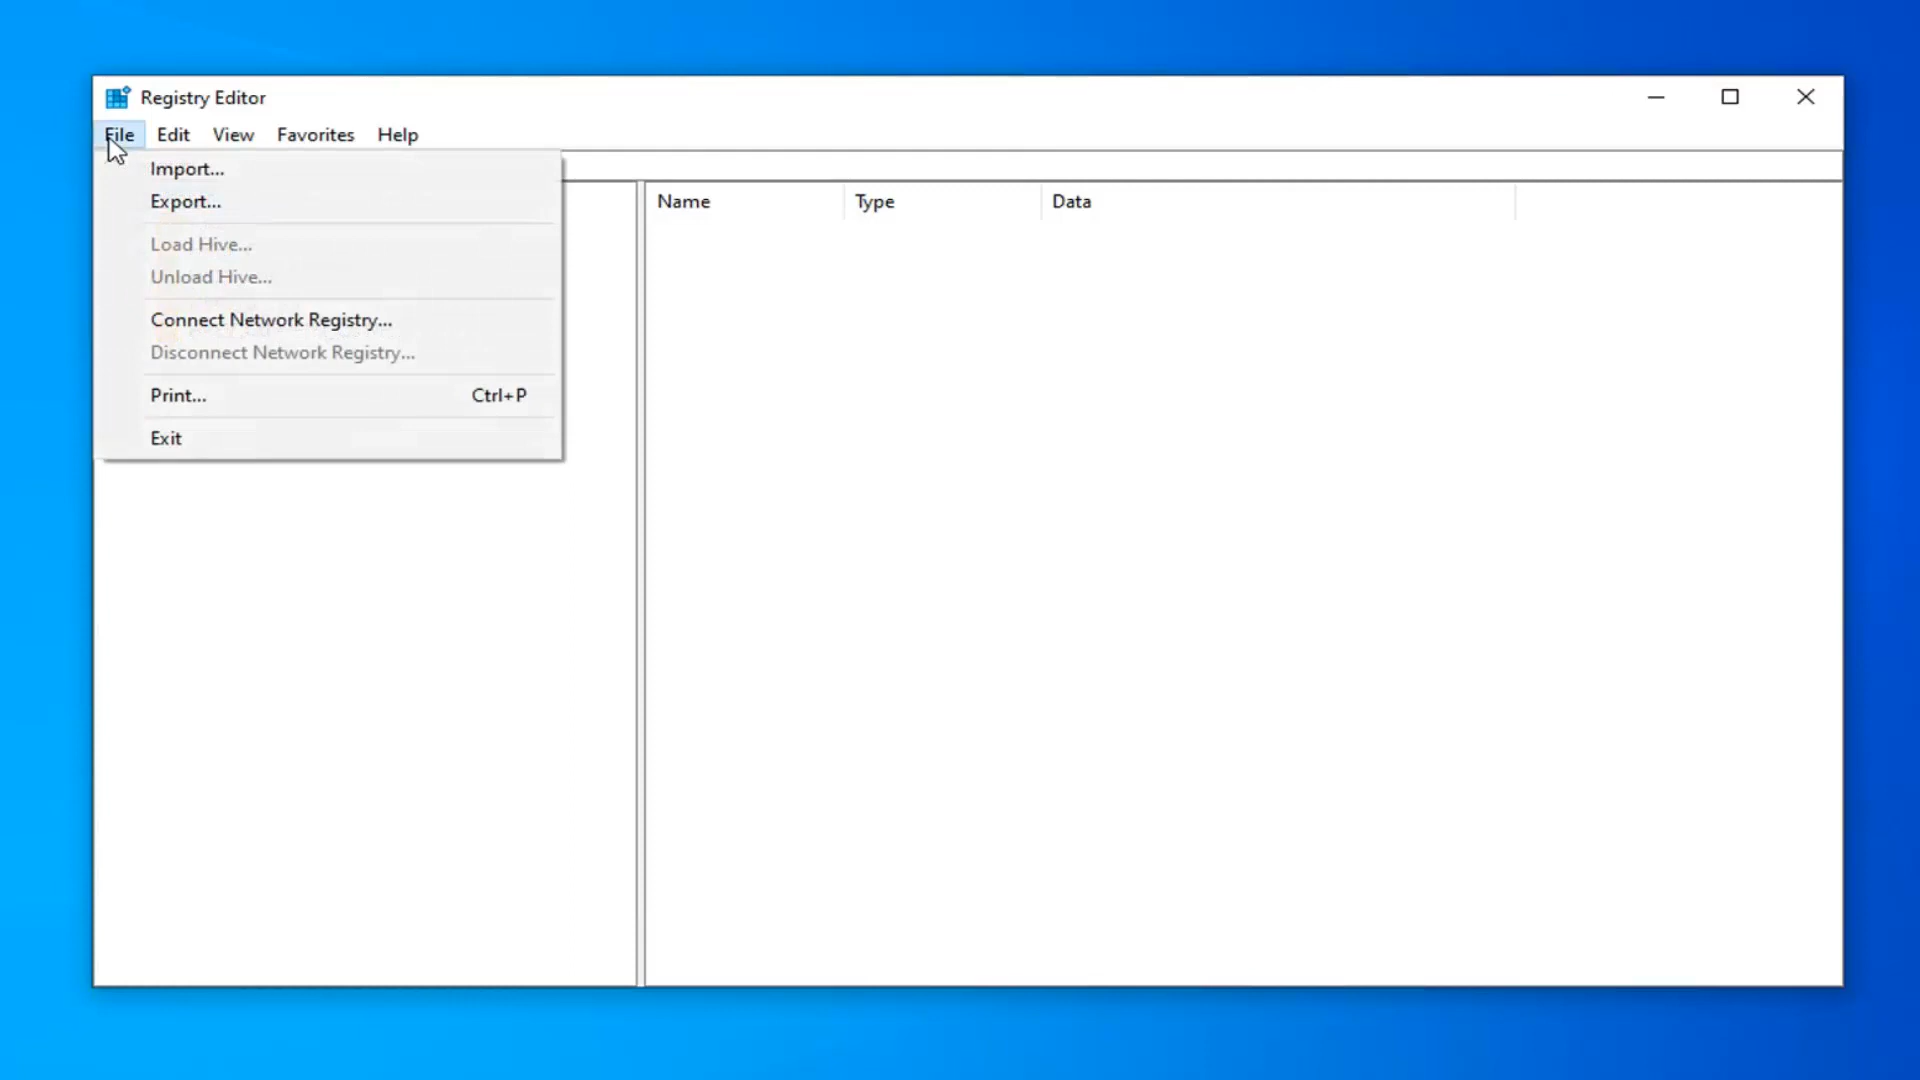 Registry Editor
File Edit View Favorites Help
Import...
Export...
Name Type Data
Load Hive...
Unload Hive...
Connect Network Registry...
Disconnect Network Registry...
Print... Ctrl+P
Exit